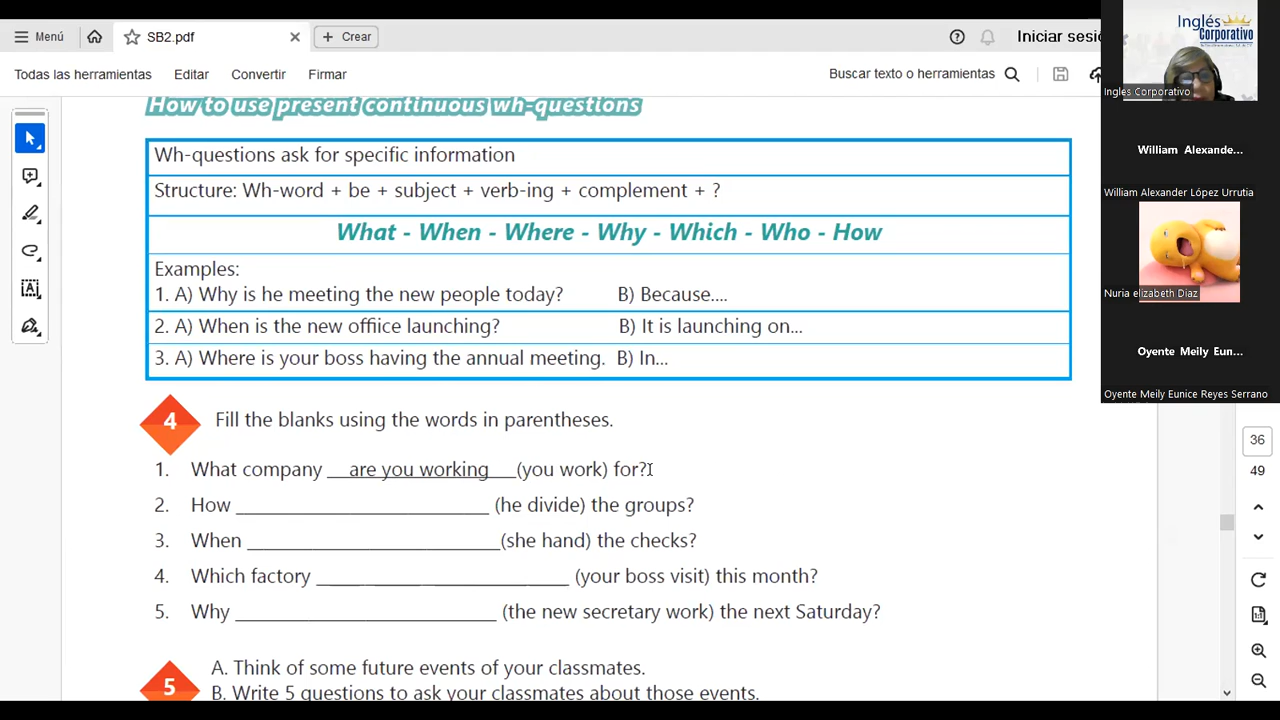 Menú
SB2.pdf
Crear
Iniciar sesi
Todas las herramientas
Editar
Convertir
Firmar
Buscar texto o herramientas
How to use present continuous wh-questions
Wh-questions ask for specific information
Structure: Wh-word + be + subject + verb-ing + complement + ?
What - When - Where - Why - Which - Who - How
Examples:
1. A) Why is he meeting the new people today? B) Because....
2. A) When is the new office launching? B) It is launching on...
3. A) Where is your boss having the annual meeting. B) In...
4 Fill the blanks using the words in parentheses.
1. What company __are you working___(you work) for?
2. How _________________________ (he divide) the groups?
3. When _________________________(she hand) the checks?
4. Which factory _________________________ (your boss visit) this month?
5. Why __________________________ (the new secretary work) the next Saturday?
5 A. Think of some future events of your classmates.
B. Write 5 questions to ask your classmates about those events.
Inglés
Corporativo
Ingles Corporativo
William Alexande...
William Alexander López Urrutia
Nuria elizabeth Diaz
Oyente Meily Eun...
Oyente Meily Eunice Reyes Serrano
36
49
1:1